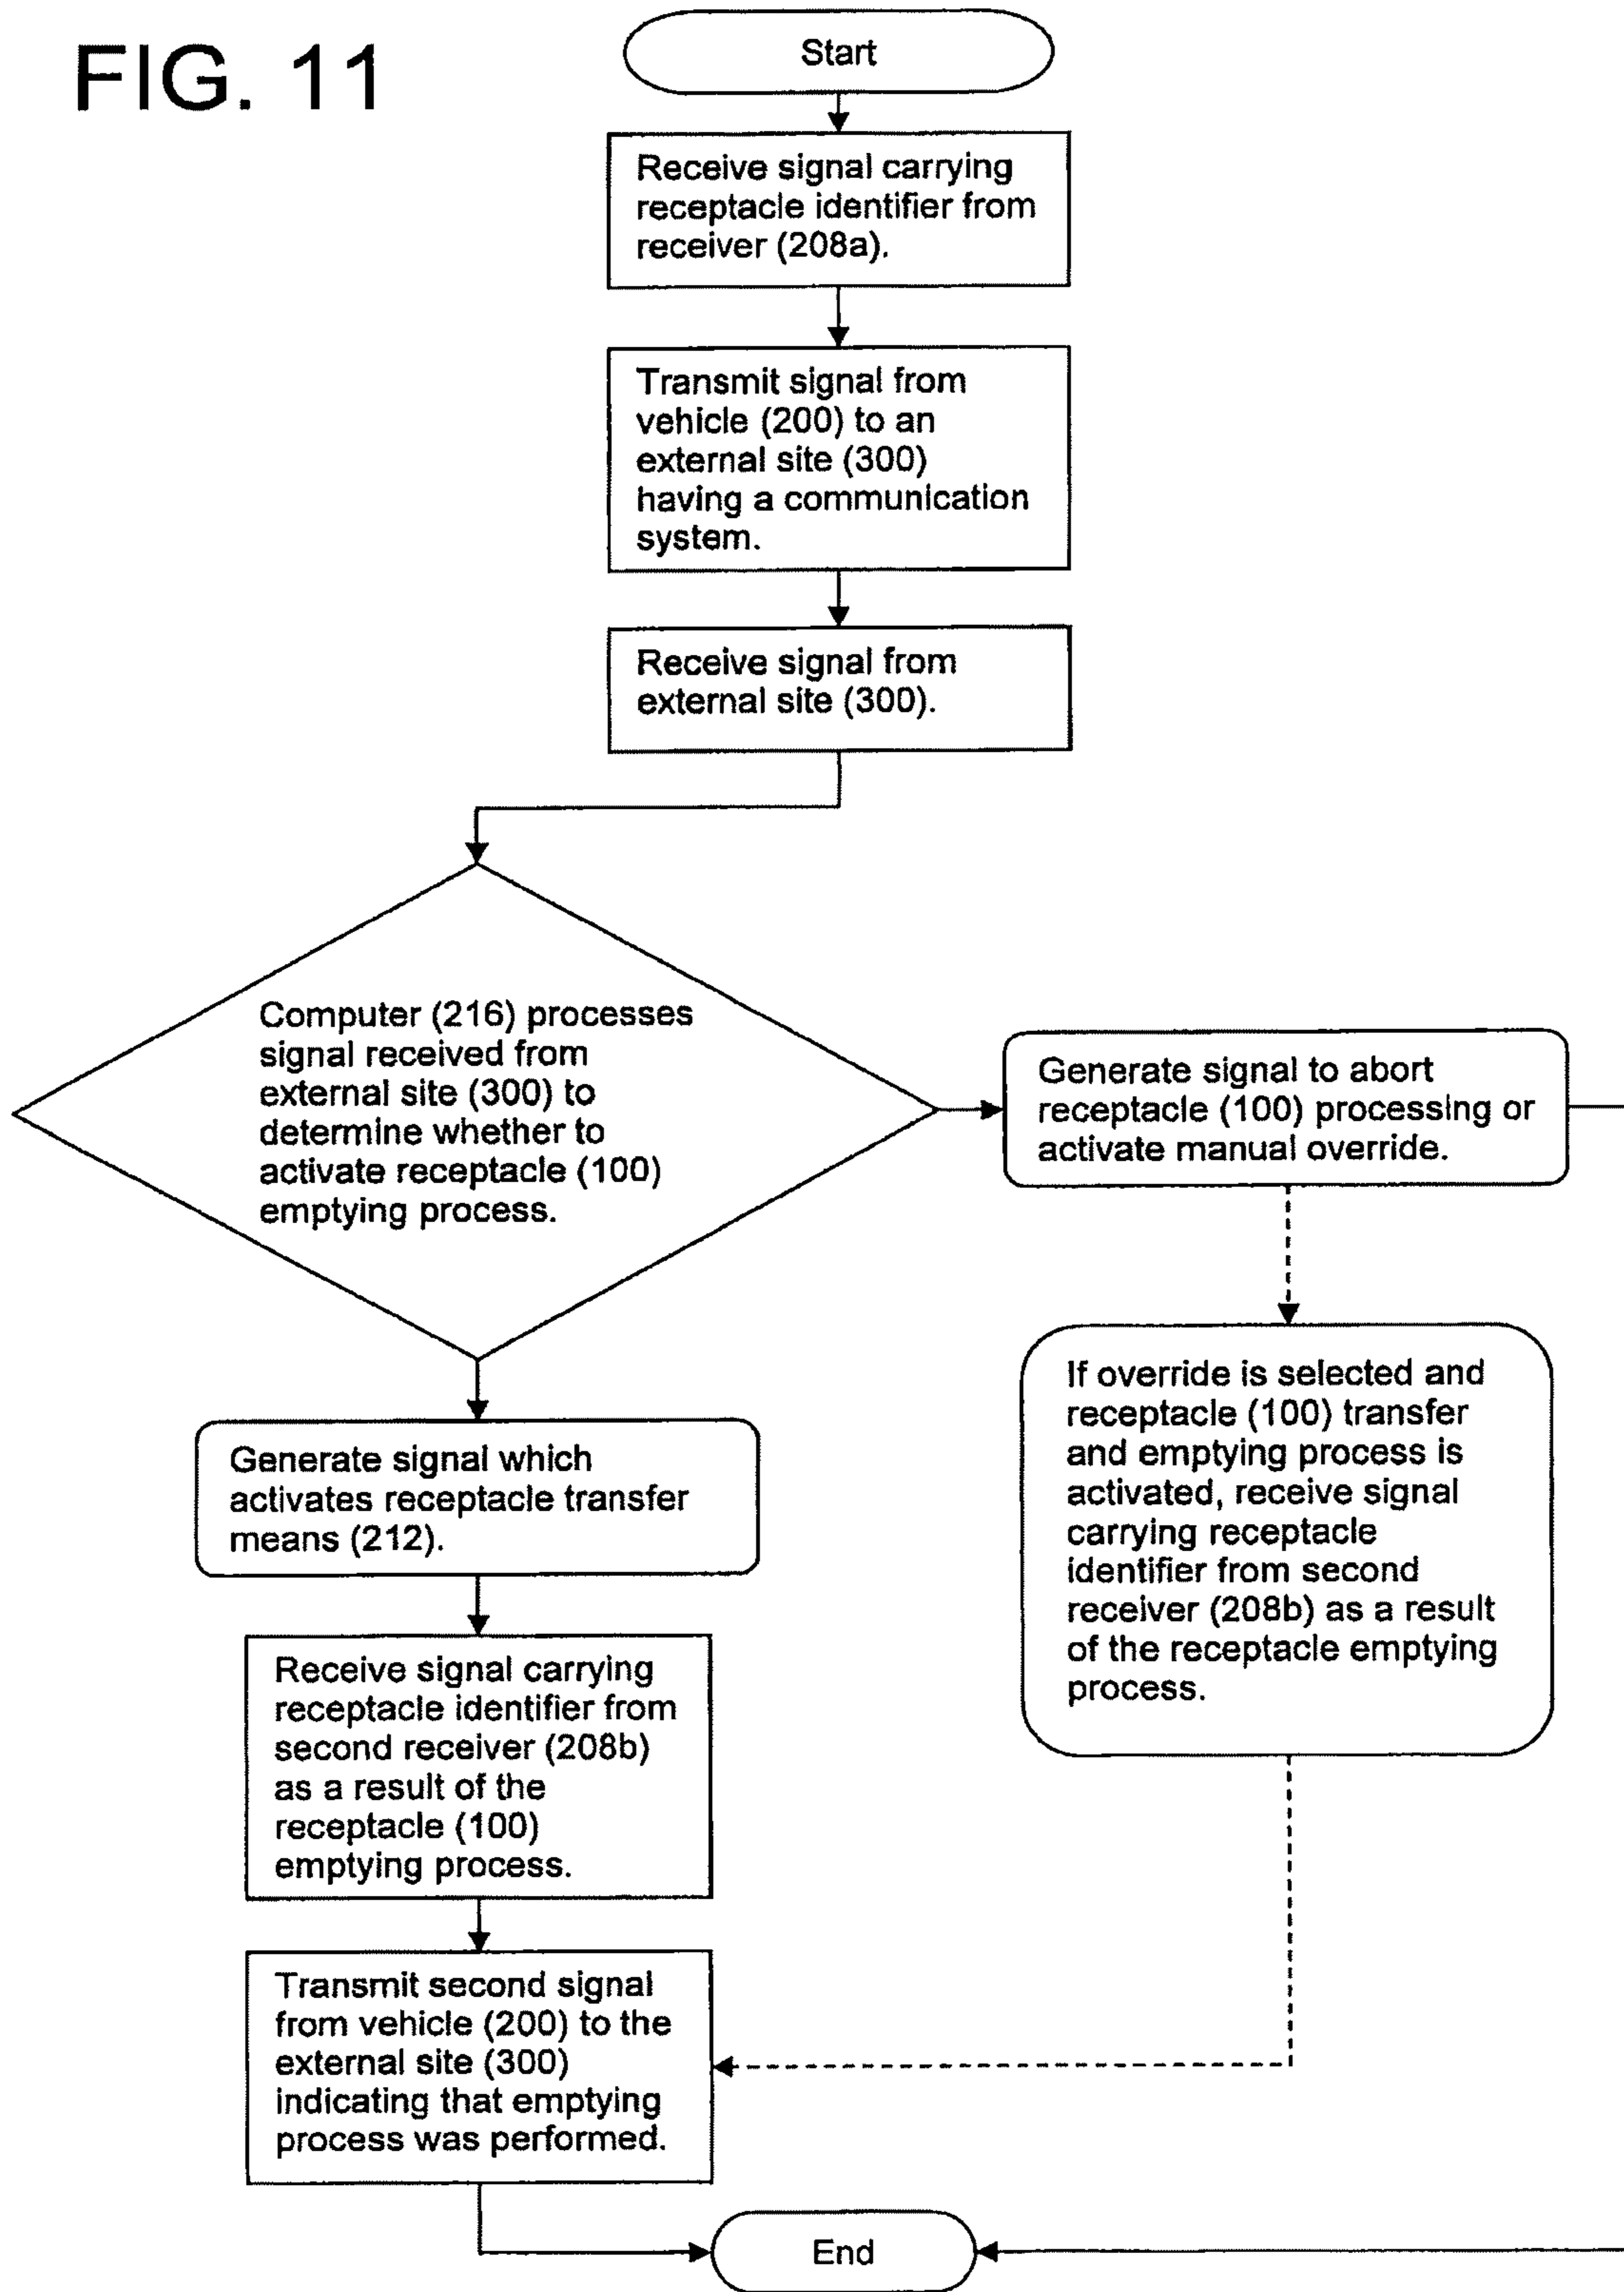 FIG. 11
Start
Receive signal carrying
receptacle identifier from
receiver (208a).
Transmit signal from
vehicle (200) to an
external site (300)
having a communication
system.
Receive signal from
external site (300).
Computer (216) processes
signal received from
external site (300) to
determine whether to
activate receptacle (100)
emptying process.
Generate signal to abort
receptacle (100) processing or
activate manual override.
If override is selected and
receptacle (100) transfer
and emptying process is
activated, receive signal
carrying receptacle
identifier from second
receiver (208b) as a result
of the receptacle emptying
process.
Generate signal which
activates receptacle transfer
means (212).
Receive signal carrying
receptacle identifier from
second receiver (208b)
as a result of the
receptacle (100)
emptying process.
Transmit second signal
from vehicle (200) to the
external site (300)
indicating that emptying
process was performed.
End